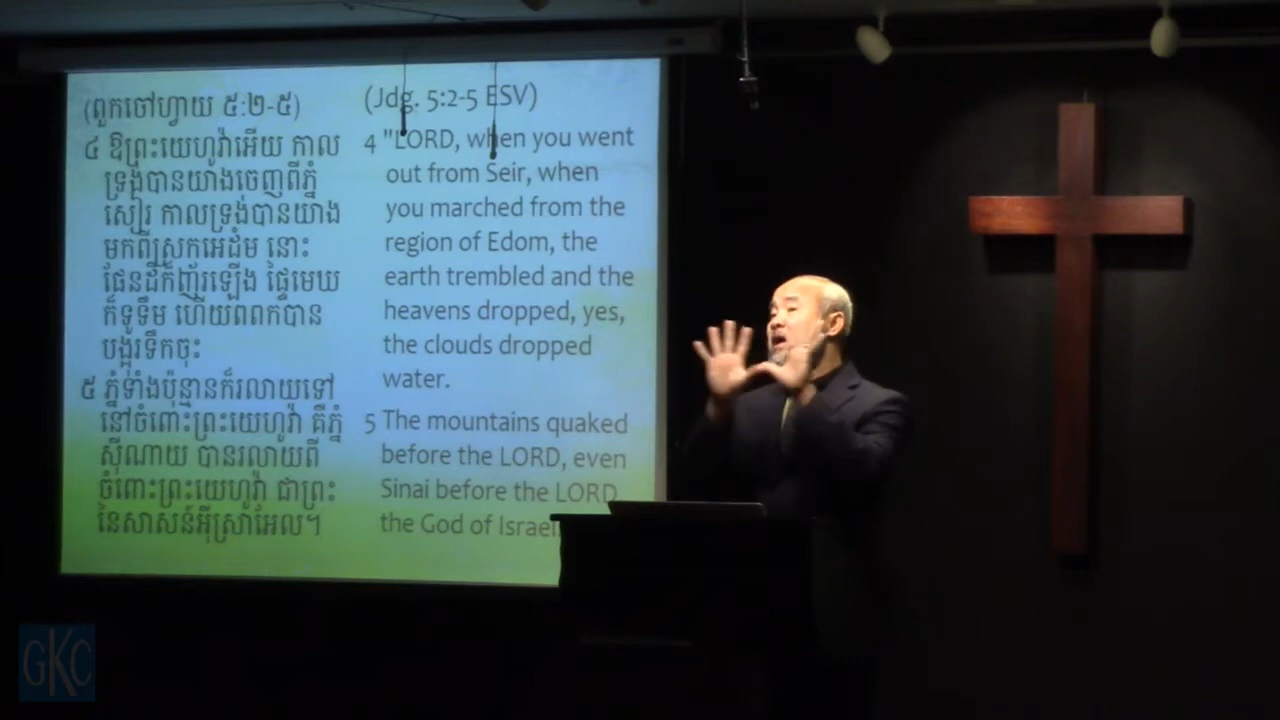 (ពួកចៅហ្វាយ ៥:២-៥)
៤ ឱព្រះយេហូវ៉ាអើយ កាល
ទ្រង់បានយាងចេញពីភ្នំ
សៀរ កាលទ្រង់បានយាង
មកពីស្រុកអេដំម នោះ
ផែនដីក៏ញ័រឡើង ផ្ទៃមេឃ
ក៏ទូទឹម ហើយពពកបាន
បង្អុរទឹកចុះ
៥ ភ្នំទាំងប៉ុន្មានក៏រលាយទៅ
នៅចំពោះព្រះយេហូវ៉ា គឺភ្នំ
ស៊ីណាយ បានរលាយពី
ចំពោះព្រះយេហូវ៉ា ជាព្រះ
នៃសាសន៍អ៊ីស្រាអែល។
(Jdg. 5:2-5 ESV)
4 "LORD, when you went
out from Seir, when
you marched from the
region of Edom, the
earth trembled and the
heavens dropped, yes,
the clouds dropped
water.
5 The mountains quaked
before the LORD, even
Sinai before the LORD,
the God of Israel.
GKC